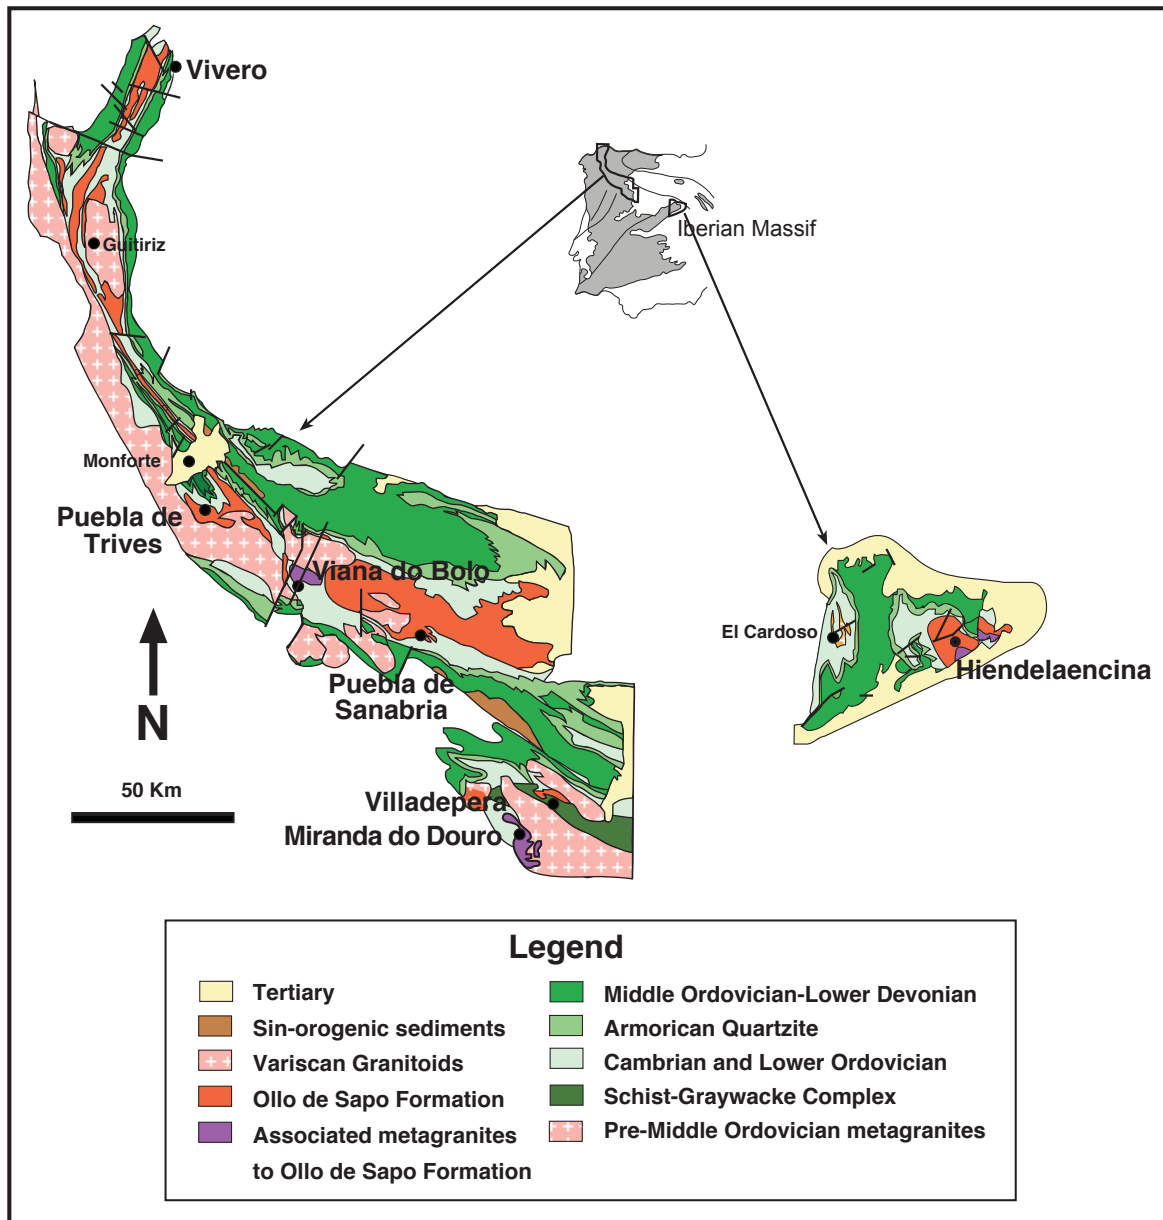 Vivero
Iberian Massif
Guitiriz
Monforte
Puebla de
Trives
Viana do Bolo
El Cardoso
Hiendelaencina
Puebla de
Sanabria
N
50 Km
Villadepera
Miranda do Douro
Legend
Tertiary
Sin-orogenic sediments
Variscan Granitoids
Ollo de Sapo Formation
Associated metagranites
to Ollo de Sapo Formation
Middle Ordovician-Lower Devonian
Armorican Quartzite
Cambrian and Lower Ordovician
Schist-Graywacke Complex
Pre-Middle Ordovician metagranites